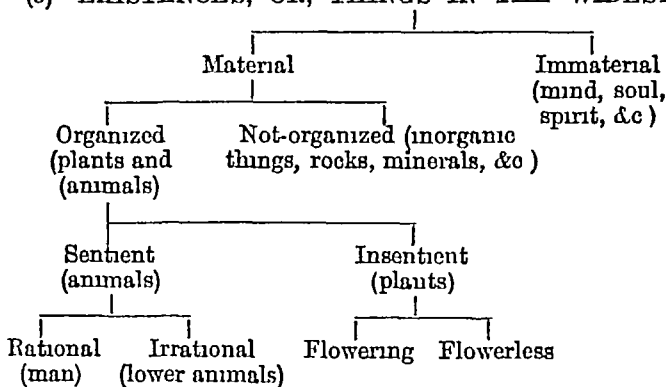 Material Immaterial
(mind, soul,
spirit, &c )
Organized Not-organized (inorganic
(plants and things, rocks, minerals, &c )
(animals)
Sentient Insentient
(animals) (plants)
Rational Irrational Flowering Flowerless
(man) (lower animals)